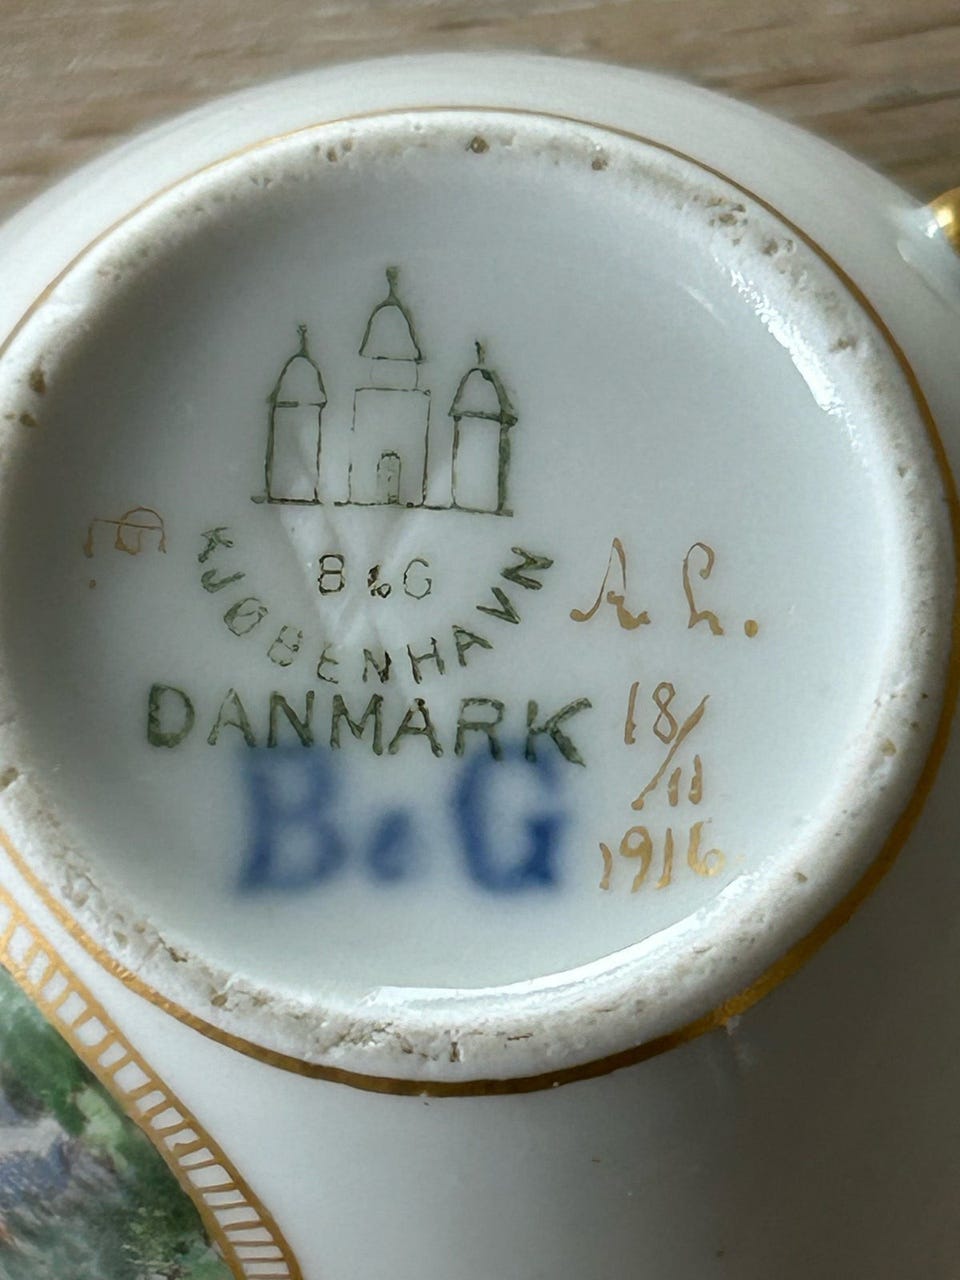 B&G
KJØBENHAVN
DANMARK
B&G
18/11
1916